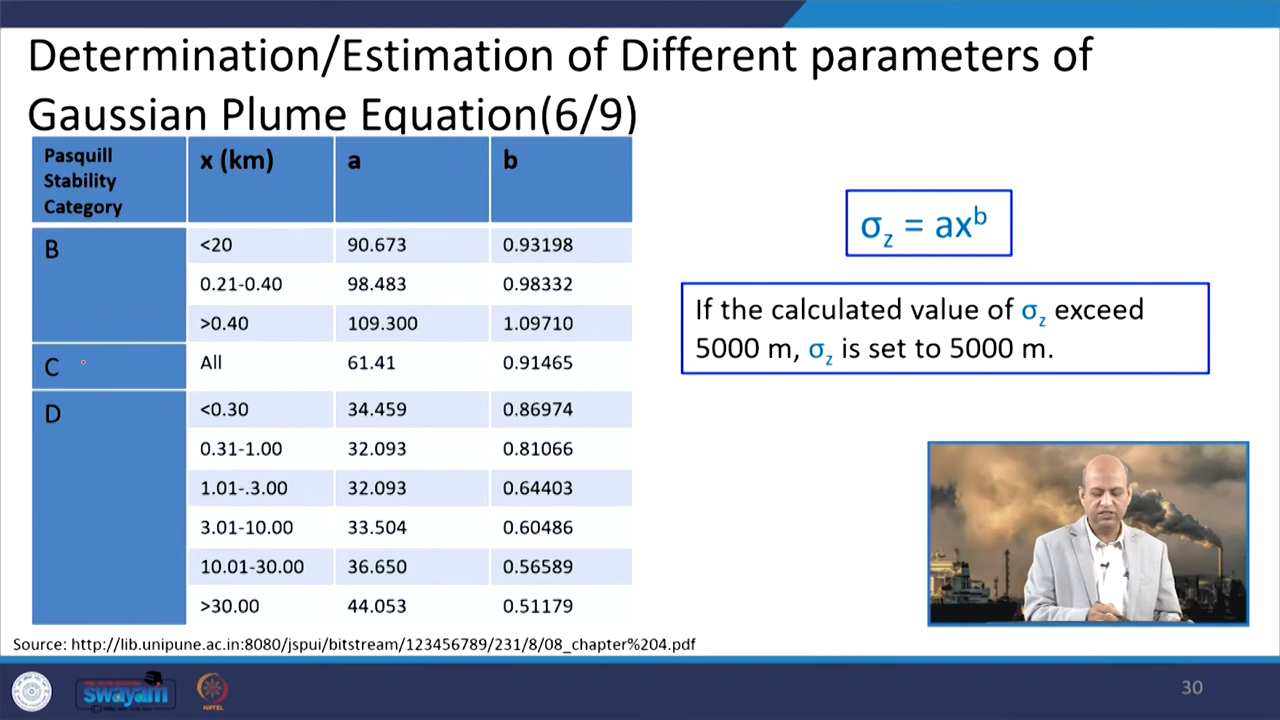 Determination/Estimation of Different parameters of
Gaussian Plume Equation(6/9)
Pasquill
Stability
Category
x (km)
a
b
B
<20
90.673
0.93198
0.21-0.40
98.483
0.98332
>0.40
109.300
1.09710
C
All
61.41
0.91465
D
<0.30
34.459
0.86974
0.31-1.00
32.093
0.81066
1.01-.3.00
32.093
0.64403
3.01-10.00
33.504
0.60486
10.01-30.00
36.650
0.56589
>30.00
44.053
0.51179
σz = axb
If the calculated value of σz exceed
5000 m, σz is set to 5000 m.
Source: http://lib.unipune.ac.in:8080/jspui/bitstream/123456789/231/8/08_chapter%204.pdf
swayam
NPTEL
30